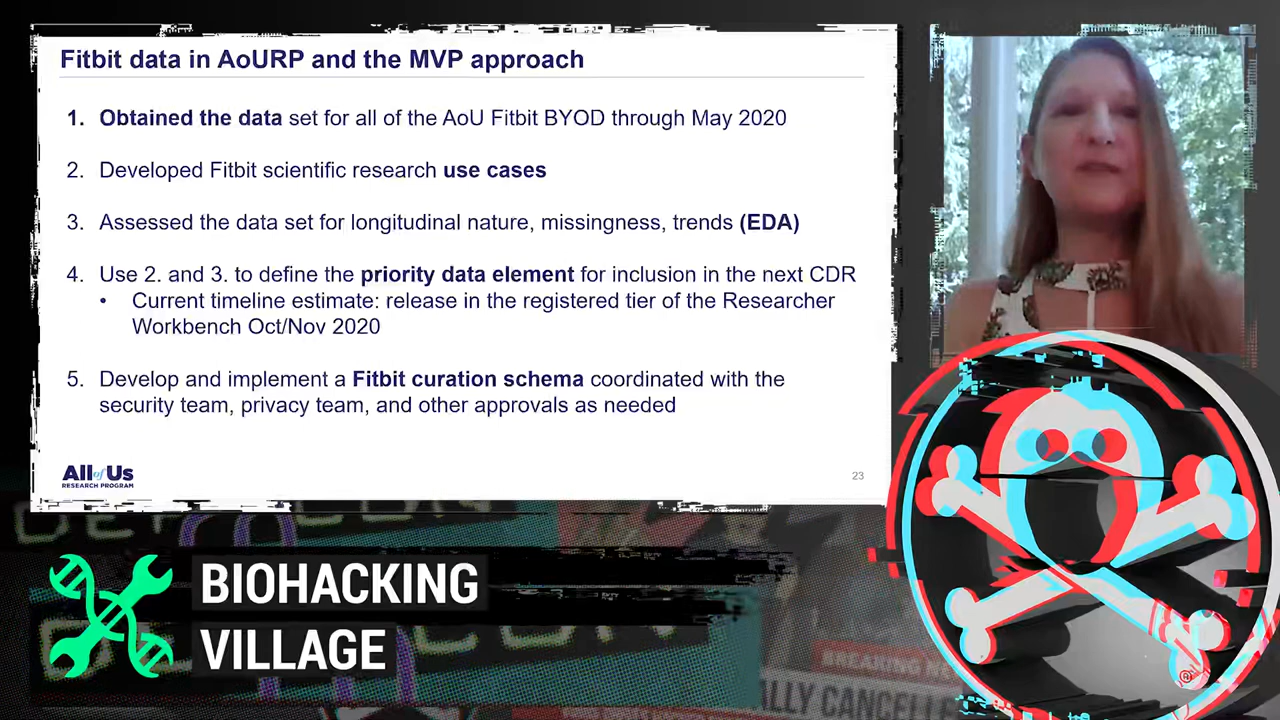 Fitbit data in AoURP and the MVP approach
1. Obtained the data set for all of the AoU Fitbit BYOD through May 2020
2. Developed Fitbit scientific research use cases
3. Assessed the data set for longitudinal nature, missingness, trends (EDA)
4. Use 2. and 3. to define the priority data element for inclusion in the next CDR
• Current timeline estimate: release in the registered tier of the Researcher
Workbench Oct/Nov 2020
5. Develop and implement a Fitbit curation schema coordinated with the
security team, privacy team, and other approvals as needed
All of Us
RESEARCH PROGRAM
23
BIOHACKING
VILLAGE
BREAKING
CANCELLE
®